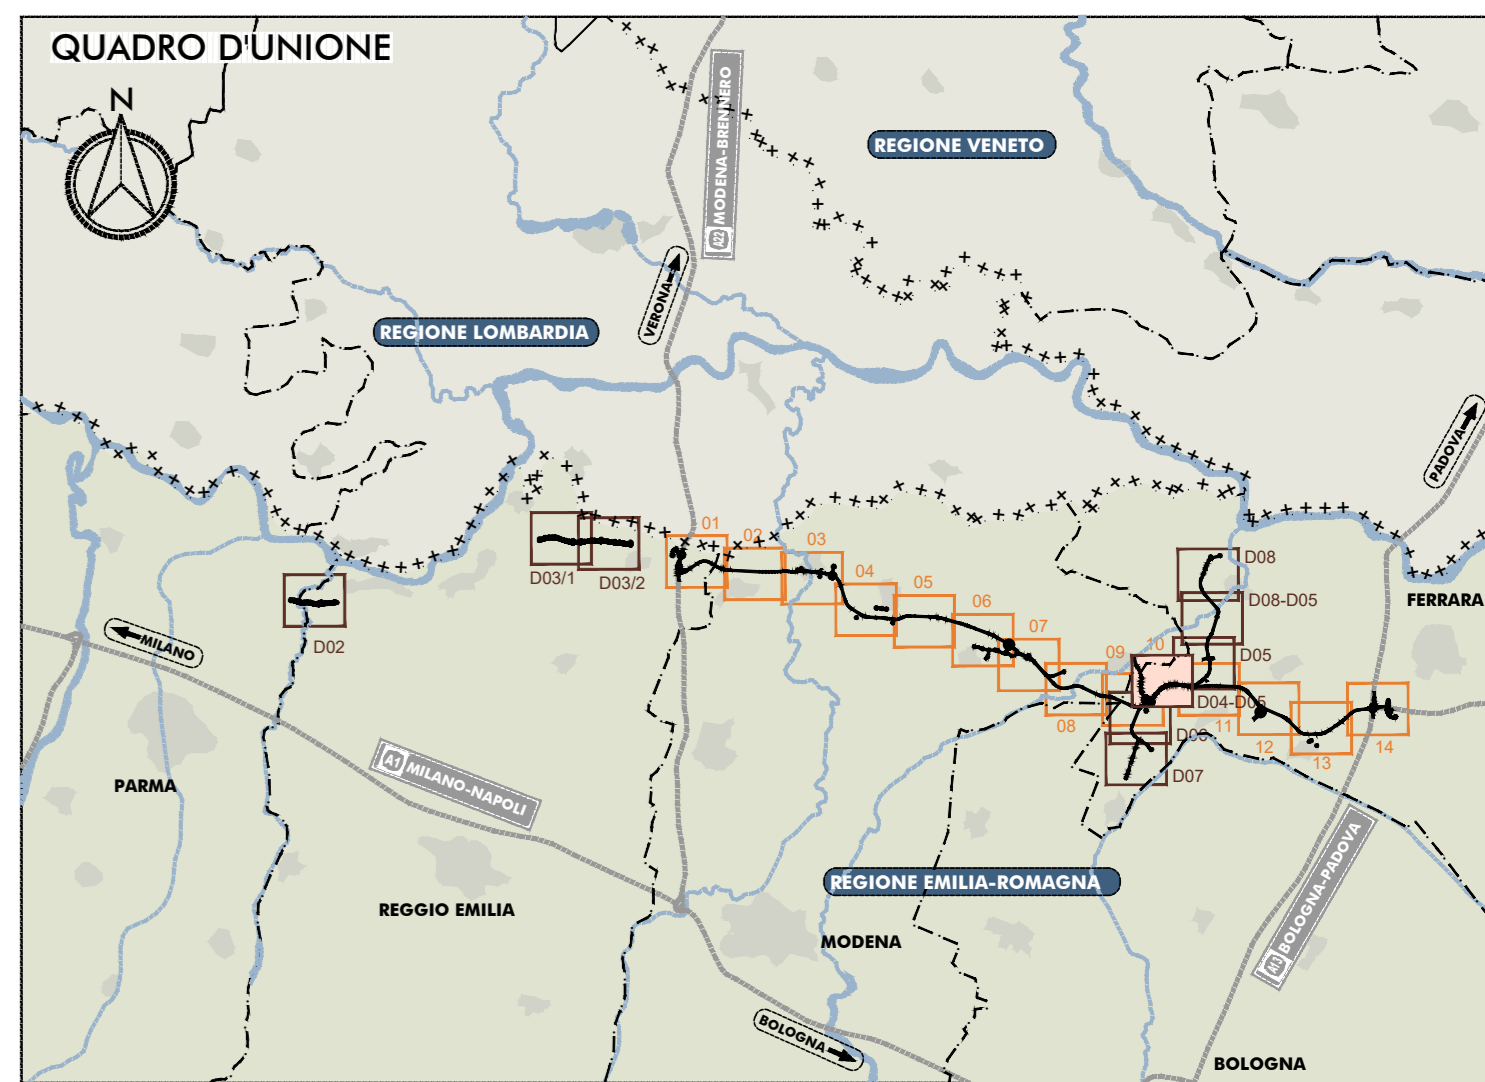 QUADRO D'UNIONE
N
A22 MODENA-BRENNERO
REGIONE VENETO
VERONA
REGIONE LOMBARDIA
PADOVA
01
02
03
04
05
06
07
08
09
10
11
12
13
14
D03/1
D03/2
D02
D08
D08-D05
D05
D04-D05
D06
D07
FERRARA
MILANO
PARMA
A1 MILANO-NAPOLI
REGGIO EMILIA
REGIONE EMILIA-ROMAGNA
MODENA
A13 BOLOGNA-PADOVA
BOLOGNA
BOLOGNA